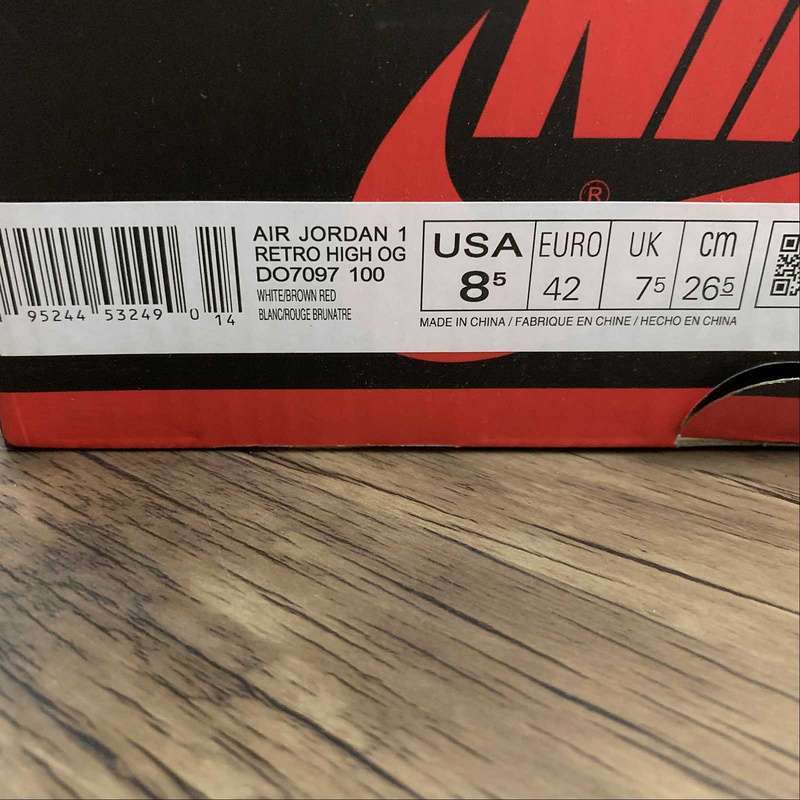 ®
AIR JORDAN 1
RETRO HIGH OG
DO7097 100
WHITE/BROWN RED
BLANC/ROUGE BRUNATRE
95244 53249 0 14
USA EURO UK cm
8⁵ 42 7⁵ 26⁵
MADE IN CHINA / FABRIQUE EN CHINE / HECHO EN CHINA